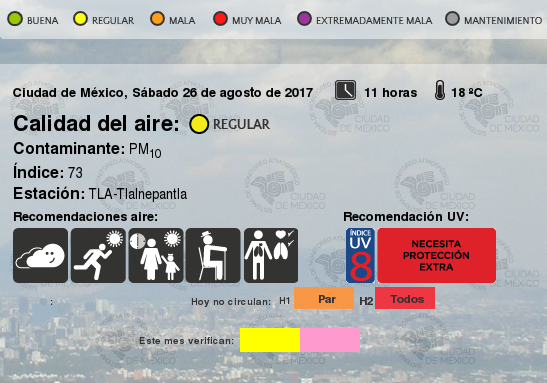 BUENA REGULAR MALA MUY MALA EXTREMADAMENTE MALA MANTENIMIENTO
Ciudad de México, Sábado 26 de agosto de 2017 11 horas 18 ºC
Calidad del aire: REGULAR
Contaminante: PM10
Índice: 73
Estación: TLA-Tlalnepantla
Recomendaciones aire: Recomendación UV:
ÍNDICE UV 8 NECESITA PROTECCIÓN EXTRA
: Hoy no circulan: H1 Par H2 Todos
Este mes verifican:
CIUDAD DE MÉXICO